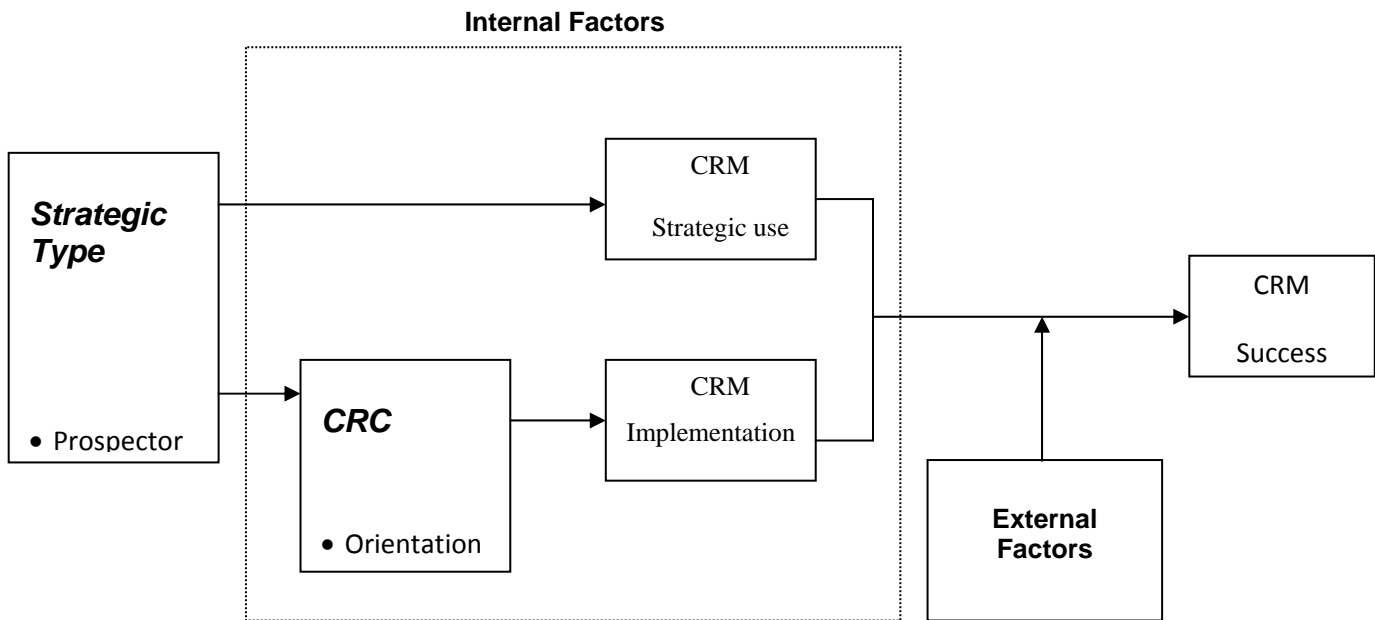 Internal Factors
Strategic
Type
• Prospector
CRC
• Orientation
CRM
Strategic use
CRM
Implementation
External
Factors
CRM
Success